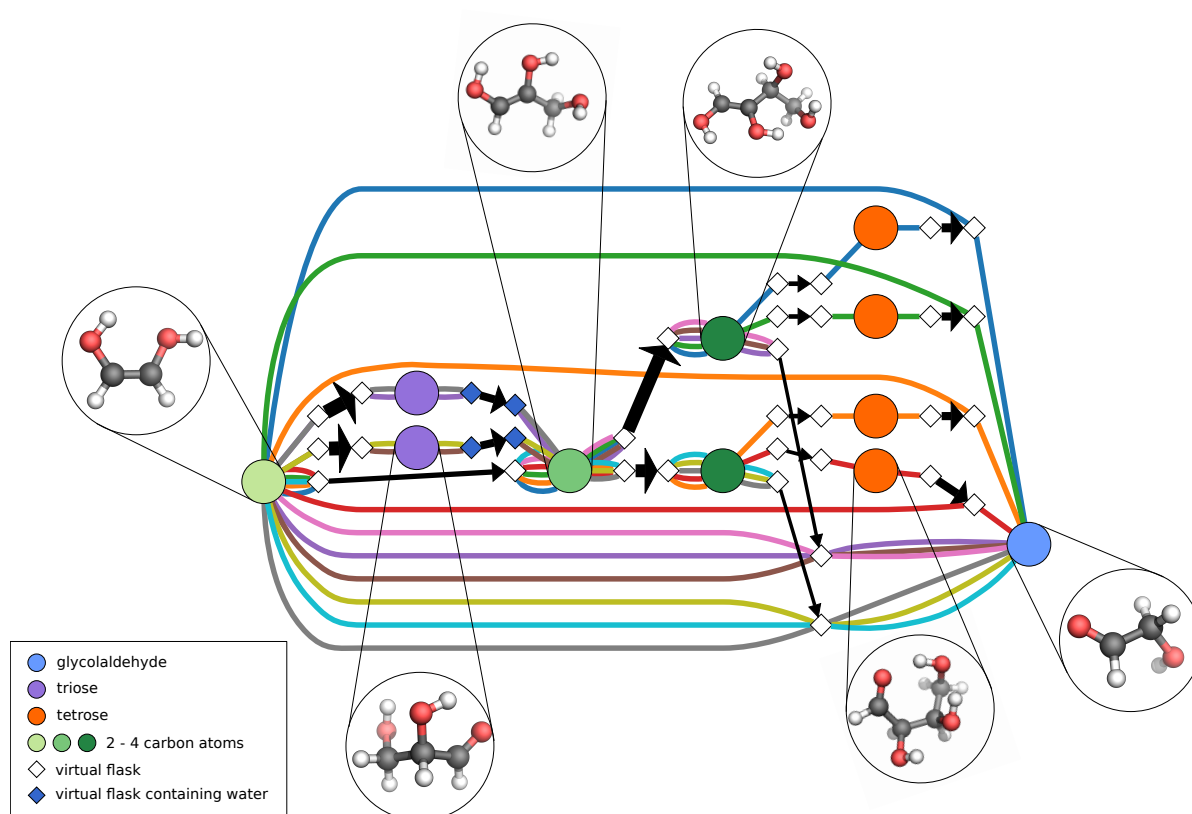 glycolaldehyde
triose
tetrose
2 - 4 carbon atoms
virtual flask
virtual flask containing water